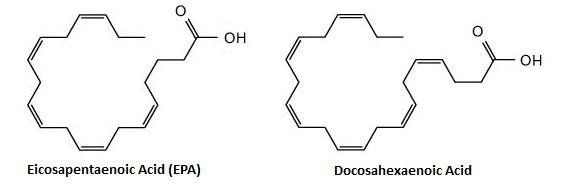 O
OH
O
OH
Eicosapentaenoic Acid (EPA)
Docosahexaenoic Acid